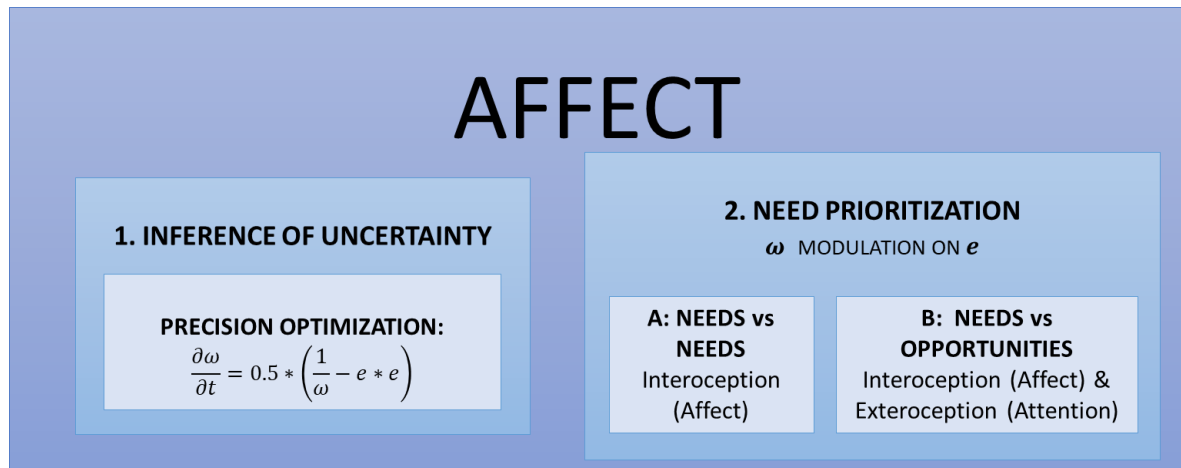 AFFECT
1. INFERENCE OF UNCERTAINTY
PRECISION OPTIMIZATION:
∂ω/∂t = 0.5 * (1/ω − e * e)
2. NEED PRIORITIZATION
ω MODULATION ON e
A: NEEDS vs
NEEDS
Interoception
(Affect)
B: NEEDS vs
OPPORTUNITIES
Interoception (Affect) &
Exteroception (Attention)